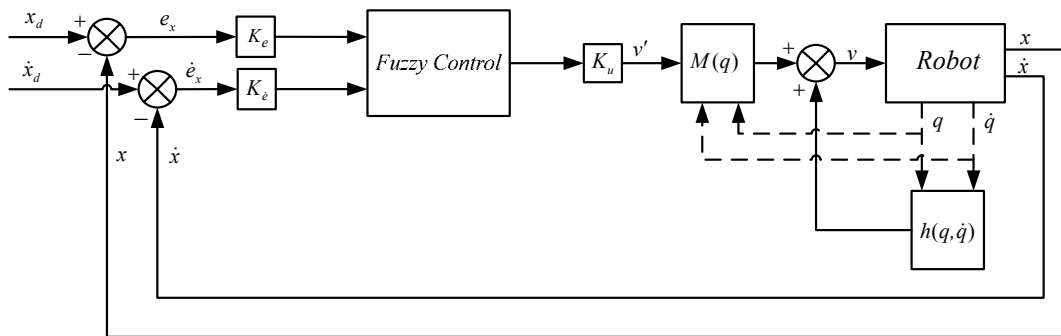 x_d
+
−
e_x
K_e
Fuzzy Control
K_u
v′
M(q)
+
+
v
Robot
x
ẋ
ẋ_d
+
−
ė_x
K_ė
q
q̇
x
ẋ
h(q,q̇)